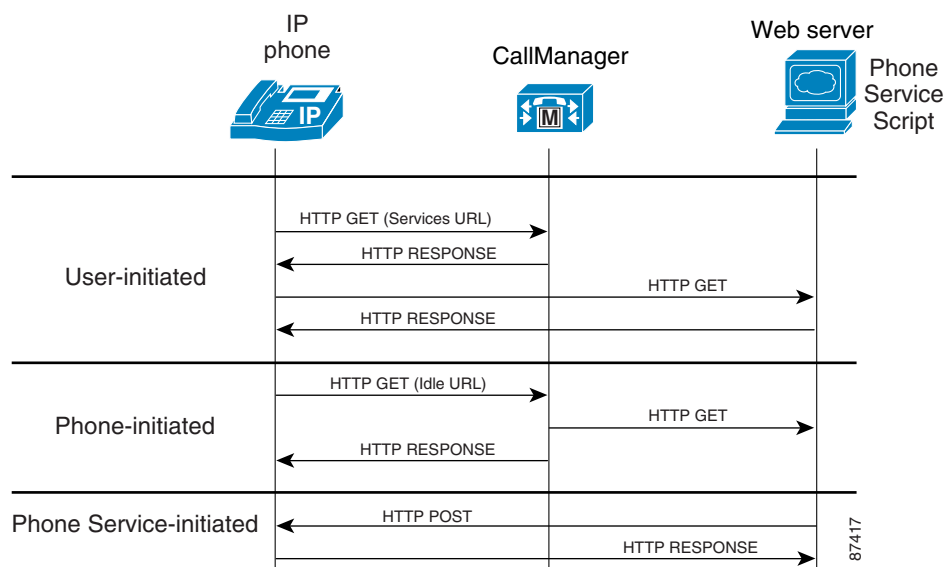 IP
phone
CallManager
Web server
Phone
Service
Script
IP
M
User-initiated
HTTP GET (Services URL)
HTTP RESPONSE
HTTP GET
HTTP RESPONSE
Phone-initiated
HTTP GET (Idle URL)
HTTP GET
HTTP RESPONSE
Phone Service-initiated
HTTP POST
HTTP RESPONSE
87417